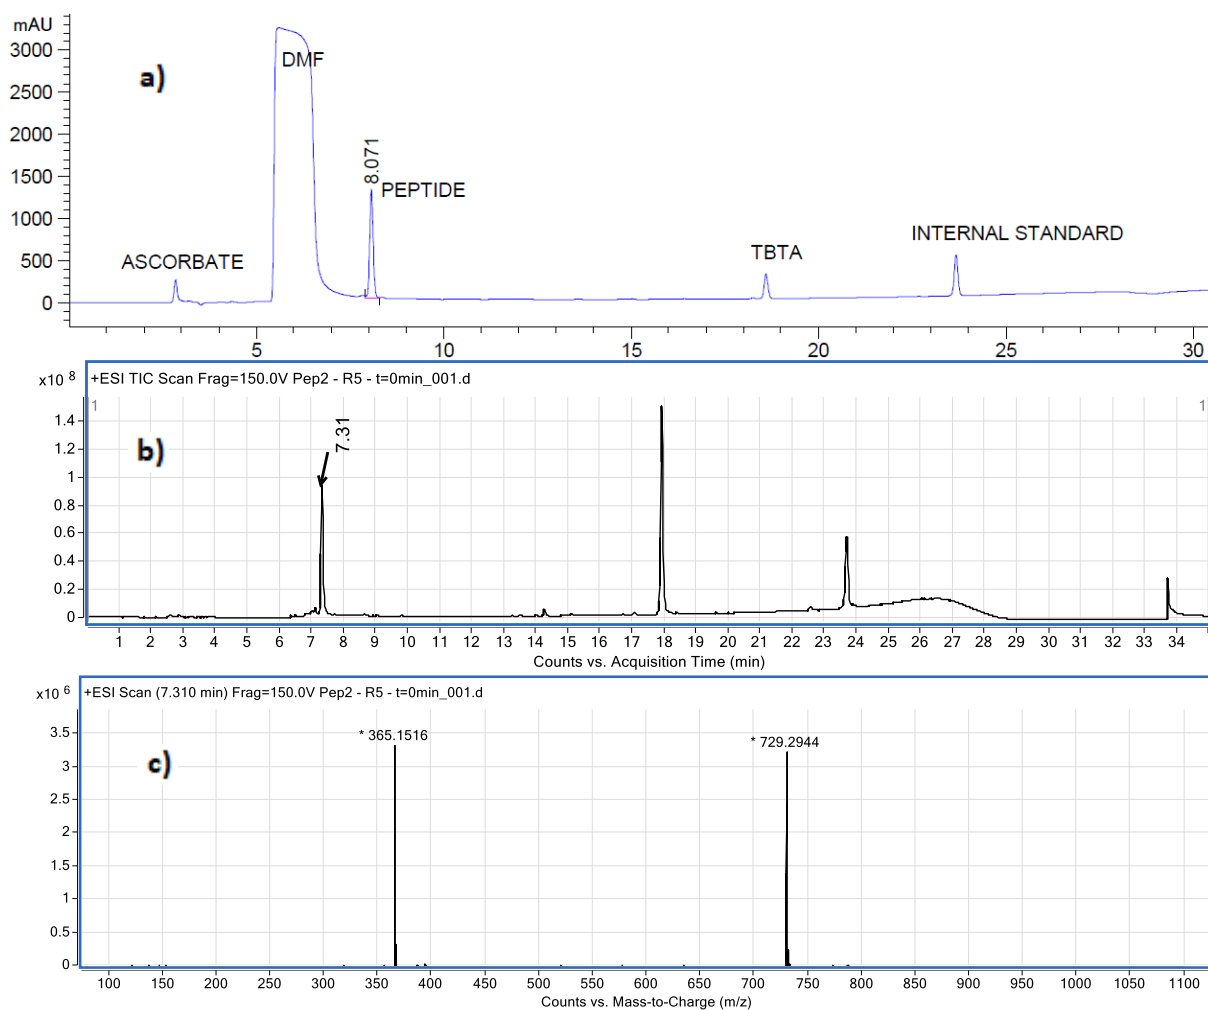 mAU
3000
2500
2000
1500
1000
500
0
a)
DMF
8.071
PEPTIDE
ASCORBATE
TBTA
INTERNAL STANDARD
5 10 15 20 25 30
x10 8
+ESI TIC Scan Frag=150.0V Pep2 - R5 - t=0min_001.d
1 1
1.4
1.2
1
0.8
0.6
0.4
0.2
0
b)
7.31
1 2 3 4 5 6 7 8 9 10 11 12 13 14 15 16 17 18 19 20 21 22 23 24 25 26 27 28 29 30 31 32 33 34
Counts vs. Acquisition Time (min)
x10 6
+ESI Scan (7.310 min) Frag=150.0V Pep2 - R5 - t=0min_001.d
3.5
3
2.5
2
1.5
1
0.5
0
c)
* 365.1516
* 729.2944
100 150 200 250 300 350 400 450 500 550 600 650 700 750 800 850 900 950 1000 1050 1100
Counts vs. Mass-to-Charge (m/z)